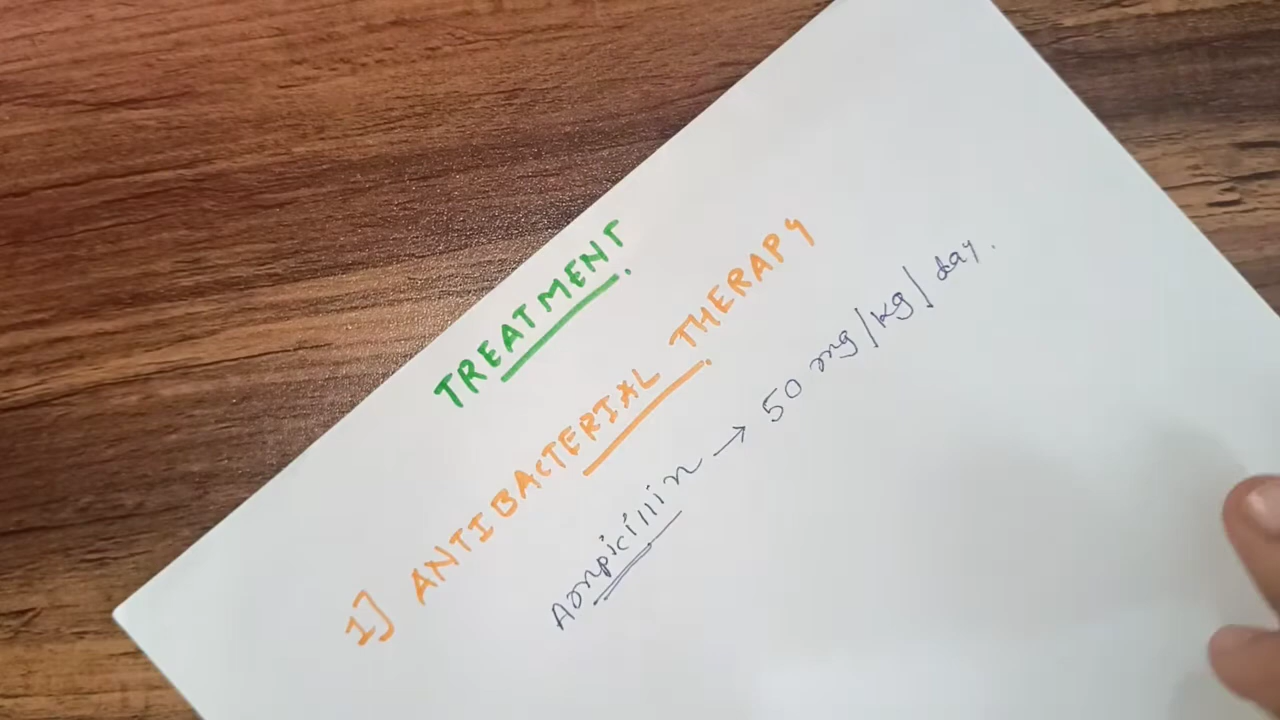 TREATMENT.
1] ANTIBACTERIAL THERAPY
Ampicillin → 50 mg/kg/day.